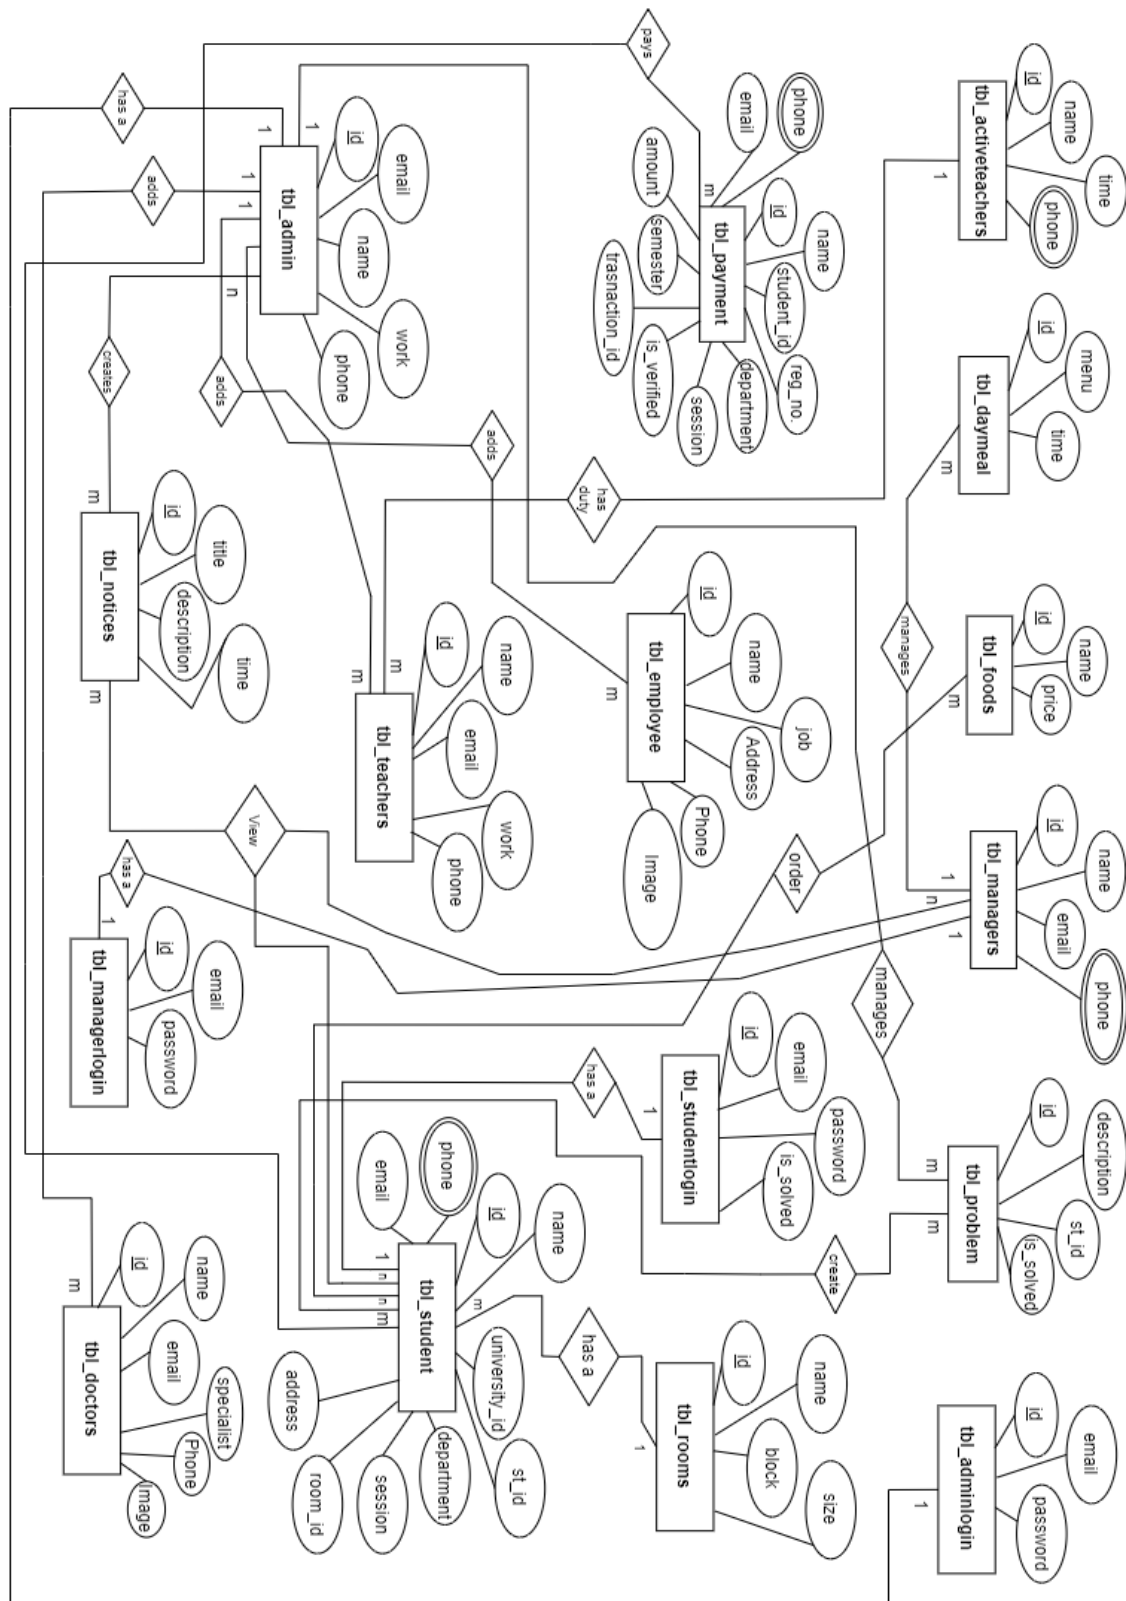 id
name
time
phone
tbl_activeteachers
1
id
menu
time
tbl_daymeal
m
manages
id
name
price
tbl_foods
m
order
id
name
email
phone
tbl_managers
1
n
1
manages
id
description
st_id
is_solved
tbl_problem
m
m
create
id
email
password
tbl_adminlogin
1
pays
phone
email
amount
semester
trasnaction_id
is_verified
session
department
reg_no.
student_id
name
id
tbl_payment
m
has
duty
adds
id
name
job
Address
Phone
Image
tbl_employee
m
id
email
password
is_solved
tbl_studentlogin
1
has a
id
name
block
size
tbl_rooms
1
has a
id
name
email
work
phone
tbl_teachers
m
m
phone
email
id
name
university_id
st_id
department
session
room_id
address
tbl_student
1
n
n
m
m
has a
adds
id
email
name
work
phone
tbl_admin
1
1
1
1
n
adds
creates
id
title
description
time
tbl_notices
m
m
View
has a
id
email
password
tbl_managerlogin
1
id
name
email
specialist
Phone
Image
tbl_doctors
m